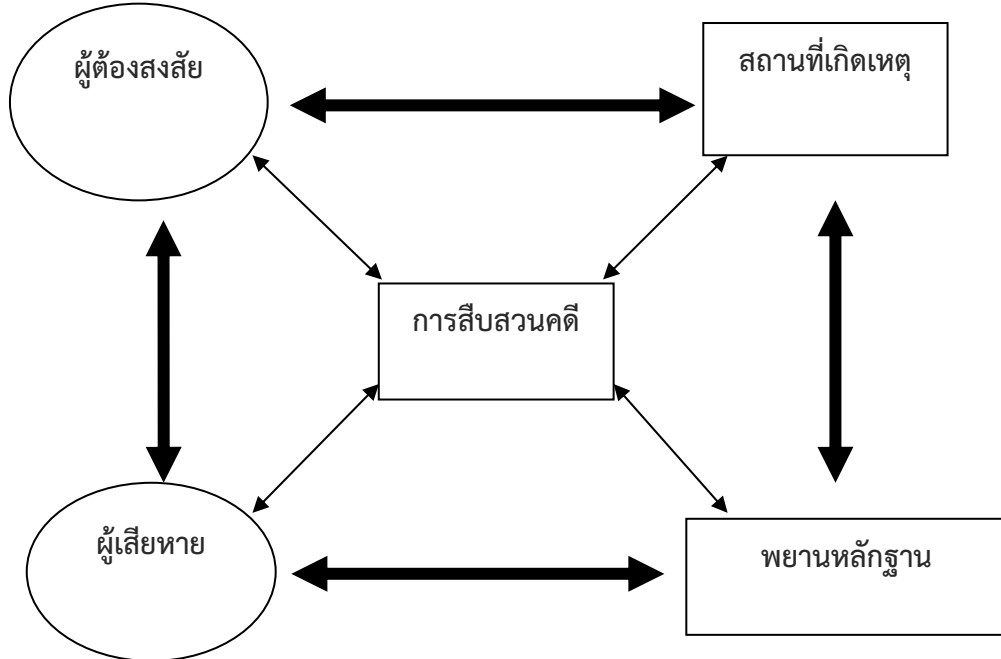 ผู้ต้องสงสัย
สถานที่เกิดเหตุ
การสืบสวนคดี
ผู้เสียหาย
พยานหลักฐาน